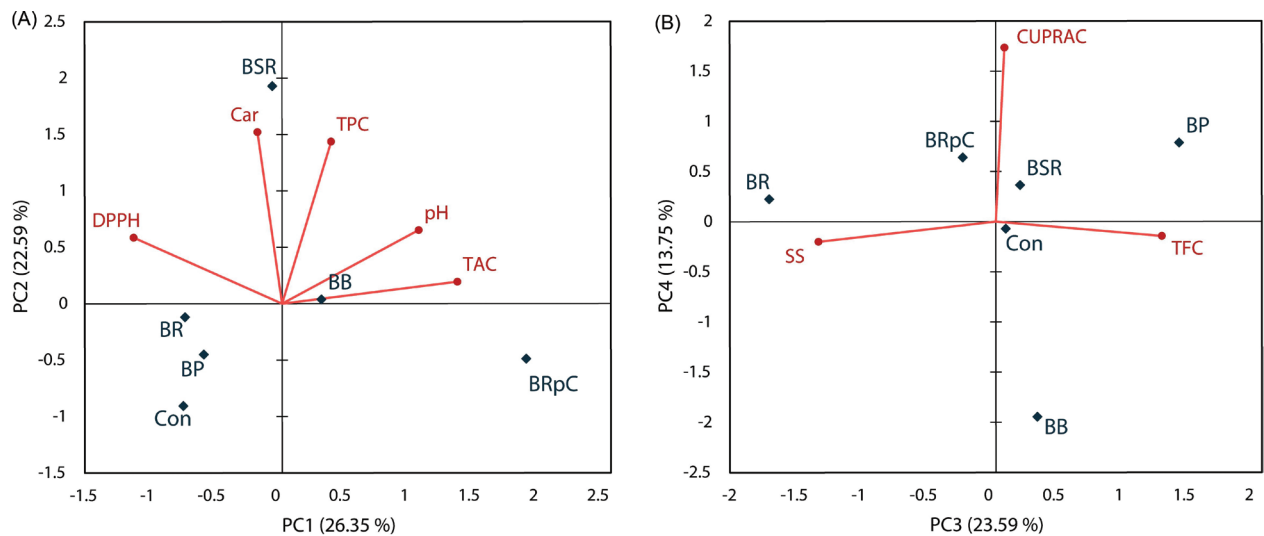 (A)
2.5
2
1.5
1
0.5
0
-0.5
-1
-1.5
PC2 (22.59 %)
BSR
Car
TPC
DPPH
pH
TAC
BB
BR
BP
Con
BRpC
-1.5 -1 -0.5 0 0.5 1 1.5 2 2.5
PC1 (26.35 %)
(B)
2
1.5
1
0.5
0
-0.5
-1
-1.5
-2
-2.5
PC4 (13.75 %)
CUPRAC
BP
BRpC
BSR
BR
Con
SS
TFC
BB
-2 -1.5 -1 -0.5 0 0.5 1 1.5 2
PC3 (23.59 %)